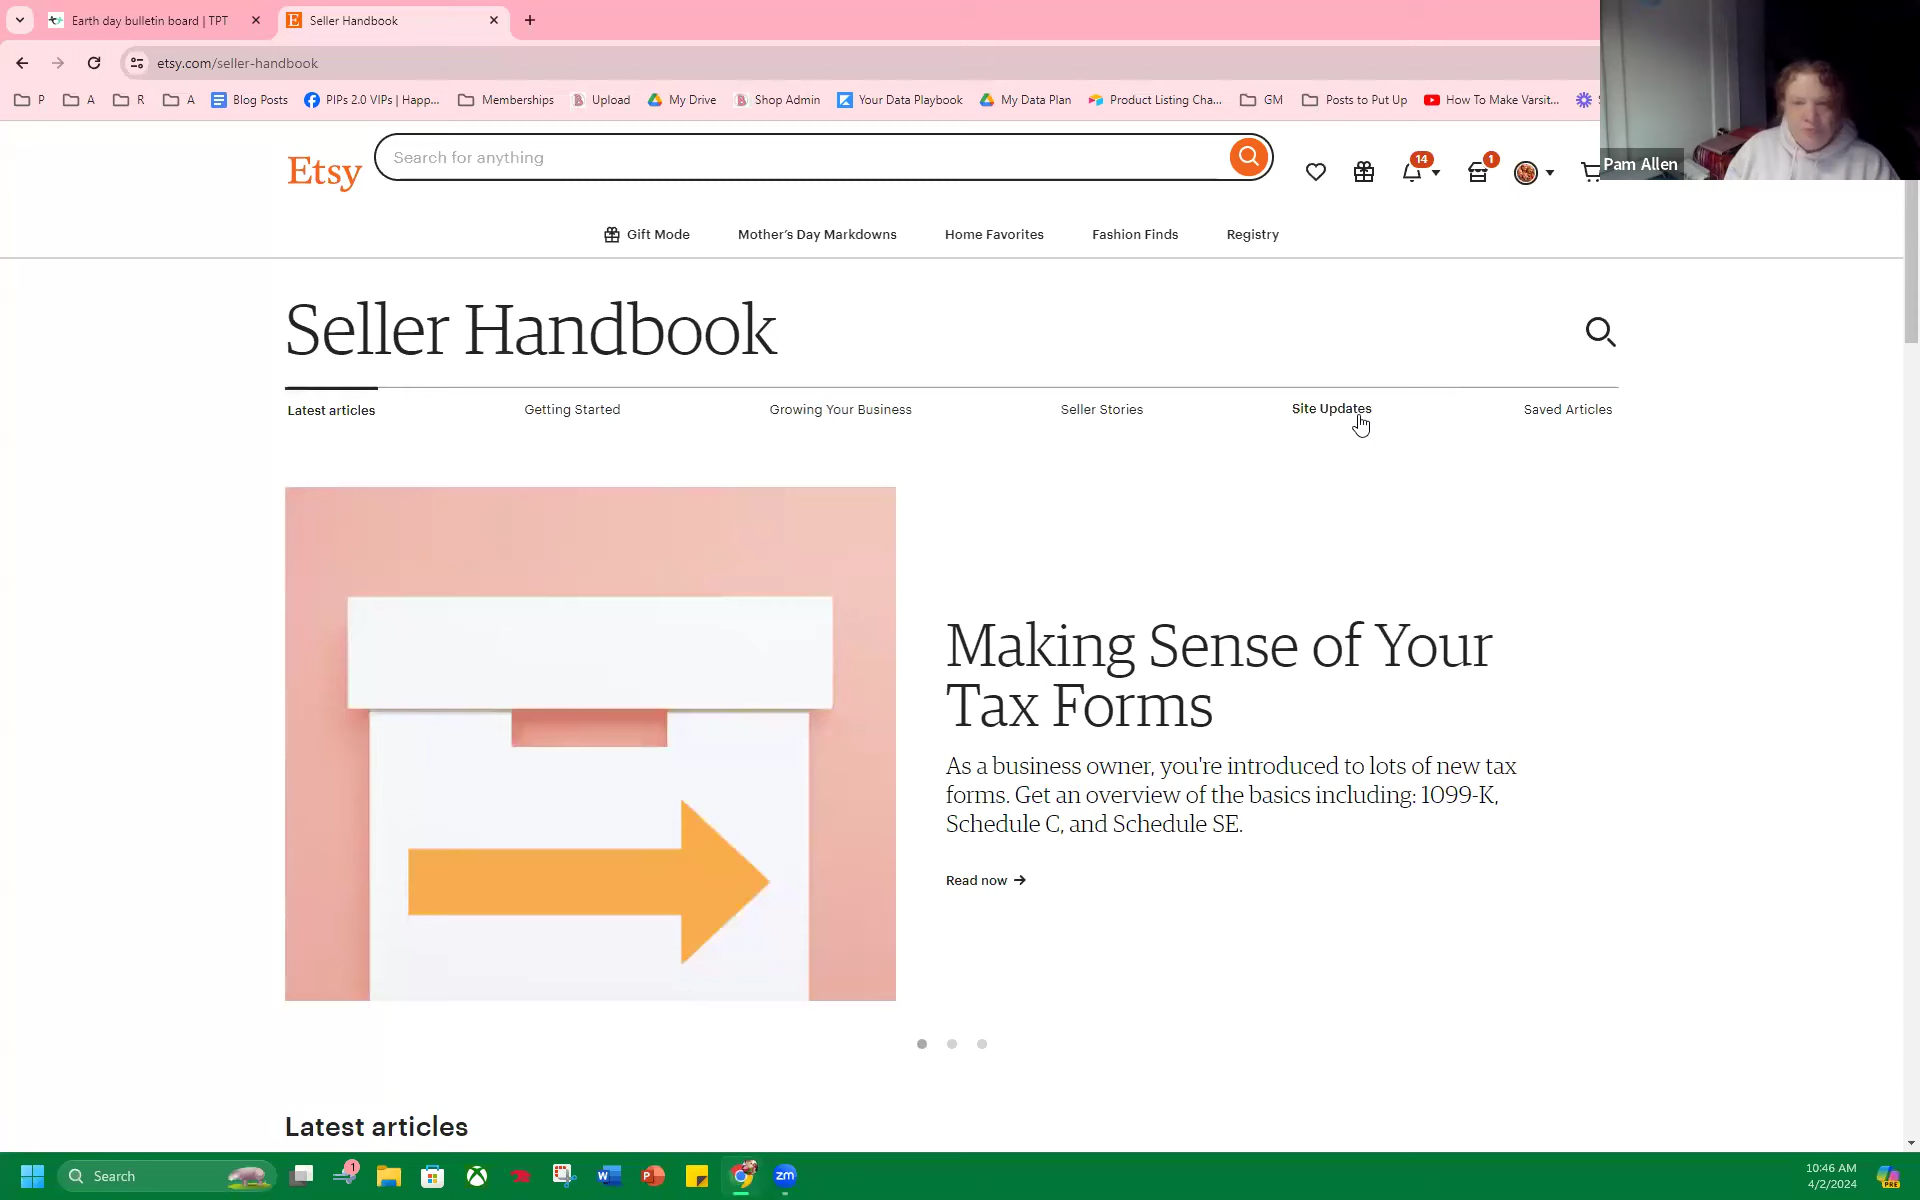 Earth day bulletin board | TPT
Seller Handbook
etsy.com/seller-handbook
P
A
R
A
Blog Posts
PIPs 2.0 VIPs | Happ...
Memberships
Upload
My Drive
Shop Admin
Your Data Playbook
My Data Plan
Product Listing Cha...
GM
Posts to Put Up
How To Make Varsit...
Pam Allen
Etsy
Search for anything
14
1
Gift Mode
Mother's Day Markdowns
Home Favorites
Fashion Finds
Registry
Seller Handbook
Latest articles
Getting Started
Growing Your Business
Seller Stories
Site Updates
Saved Articles
Making Sense of Your
Tax Forms
As a business owner, you're introduced to lots of new tax
forms. Get an overview of the basics including: 1099-K,
Schedule C, and Schedule SE.
Read now →
Latest articles
Search
1
zm
10:46 AM
4/2/2024